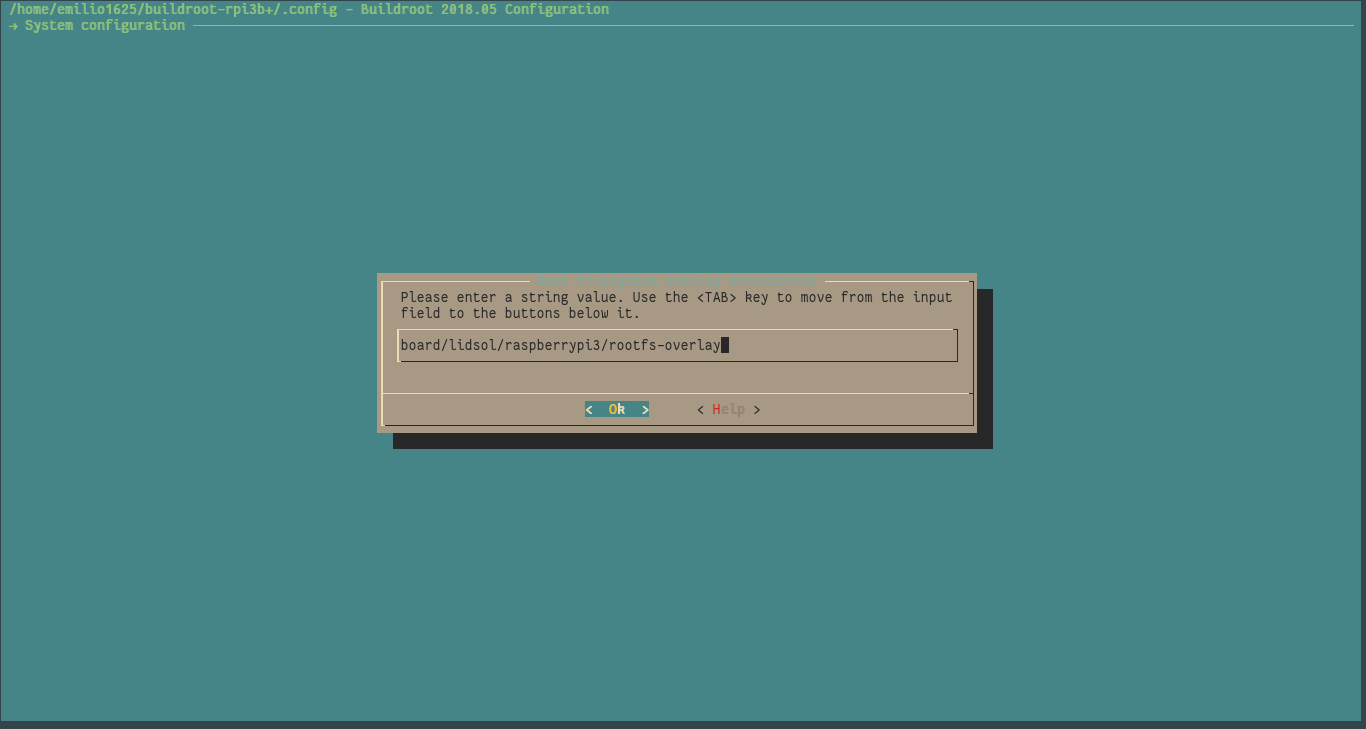 /home/emilio1625/buildroot-rpi3b+/.config - Buildroot 2018.05 Configuration
→ System configuration
Please enter a string value. Use the <TAB> key to move from the input
field to the buttons below it.
board/lidsol/raspberrypi3/rootfs-overlay
< Ok > < Help >